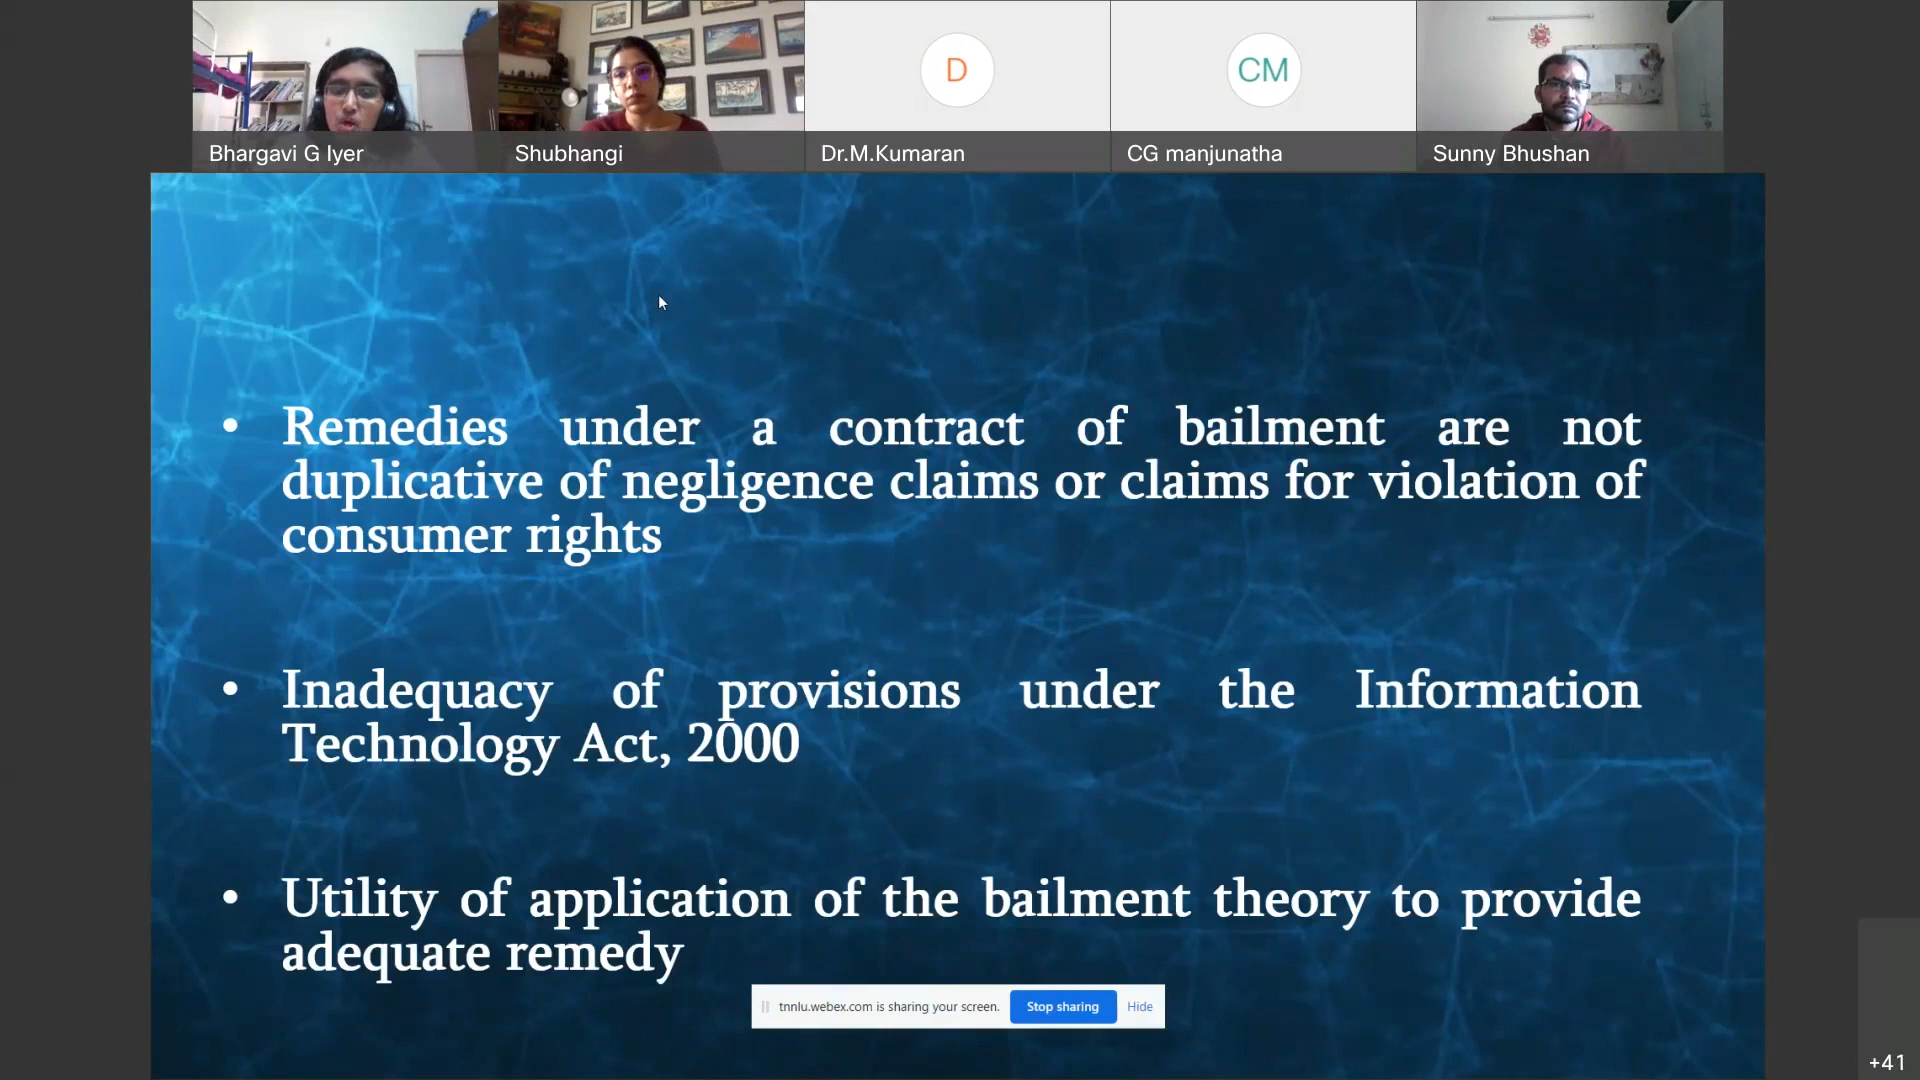 Bhargavi G Iyer
Shubhangi
D
Dr.M.Kumaran
CM
CG manjunatha
Sunny Bhushan
• Remedies under a contract of bailment are not
duplicative of negligence claims or claims for violation of
consumer rights
• Inadequacy of provisions under the Information
Technology Act, 2000
• Utility of application of the bailment theory to provide
adequate remedy
tnnlu.webex.com is sharing your screen. Stop sharing Hide
+41